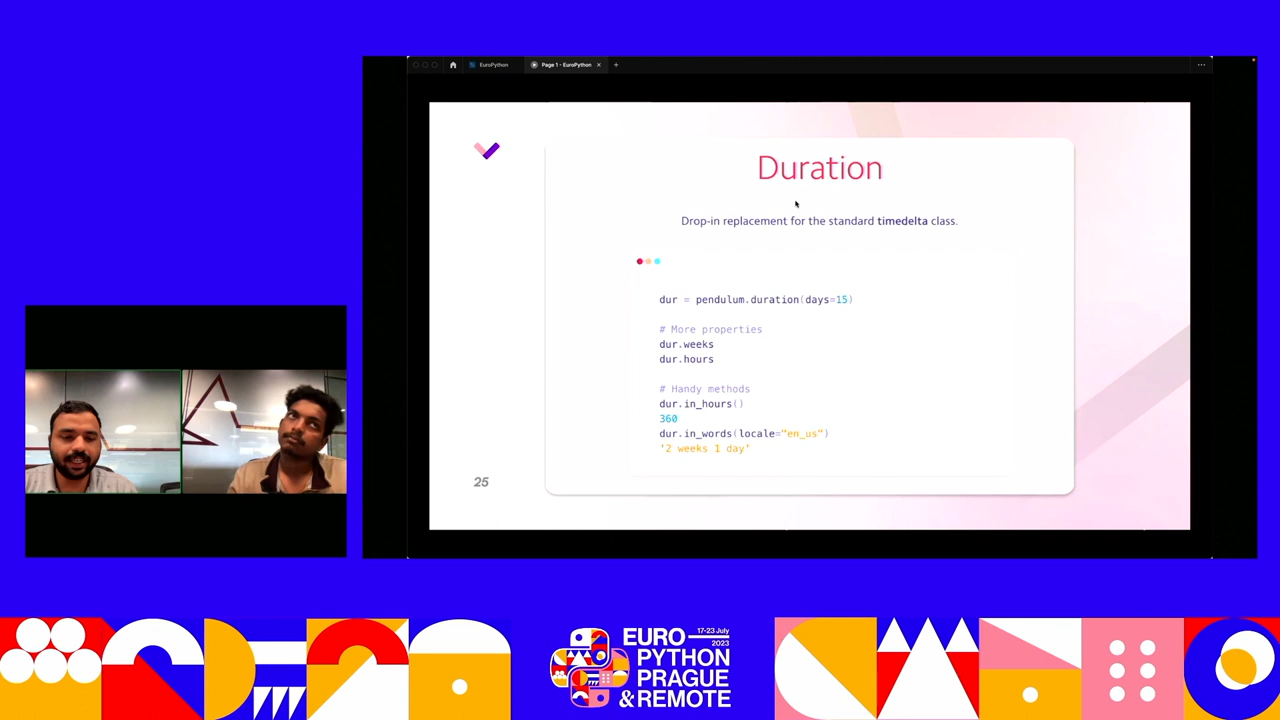 EuroPython
Page 1 - EuroPython
Duration
Drop-in replacement for the standard timedelta class.
dur = pendulum.duration(days=15)
# More properties
dur.weeks
dur.hours
# Handy methods
dur.in_hours()
360
dur.in_words(locale="en_us")
'2 weeks 1 day'
25
EURO
17-23 July
2023
PYTHON
PRAGUE
& REMOTE